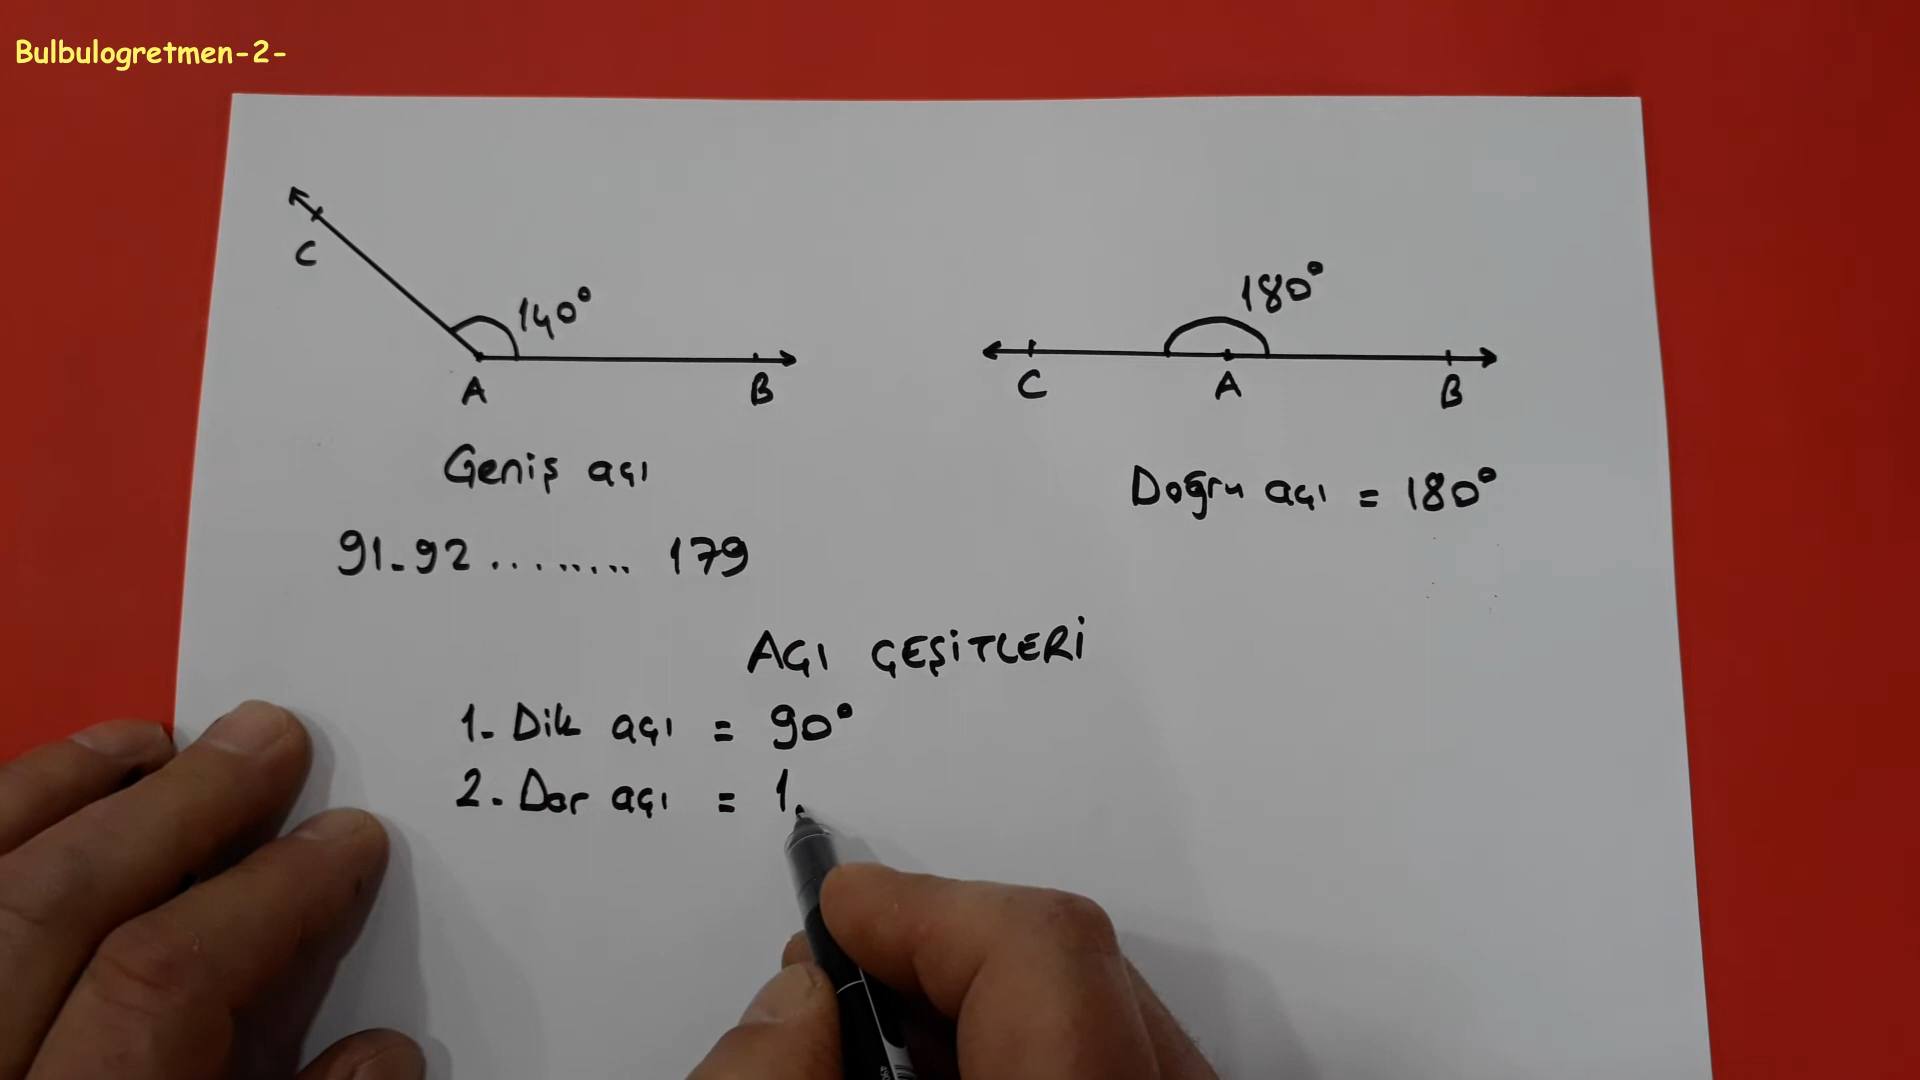 Bulbulogretmen-2-
C
140°
A
B
180°
C
A
B
Geniş açı
Doğru açı = 180°
91-92........ 179
AÇI ÇEŞİTLERİ
1- Dik açı = 90°
2. Dar açı = 1.